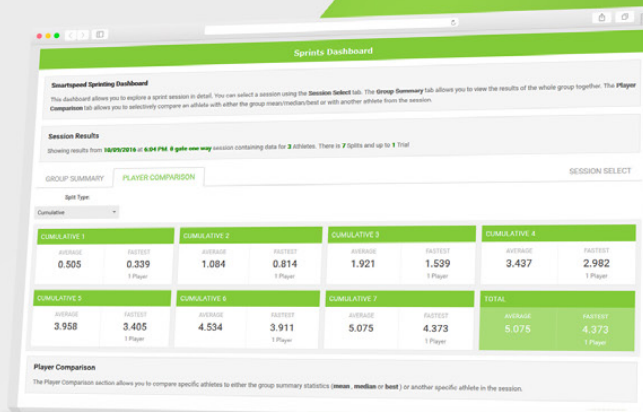 Sprints Dashboard
Smartspeed Sprinting Dashboard
This dashboard allows you to explore a sprint session in detail. You can select a session using the Session Select tab. The Group Summary tab allows you to view the results of the whole group together. The Player
Comparison tab allows you to selectively compare an athlete with either the group mean/median/best or with another athlete from the session.
Session Results
Showing results from 10/05/2016 at 6:04 PM. 8 gate one way session containing data for 3 Athletes. There is 7 Splits and up to 1 Trial
GROUP SUMMARY PLAYER COMPARISON SESSION SELECT
Split Type:
Cumulative
CUMULATIVE 1 CUMULATIVE 2 CUMULATIVE 3 CUMULATIVE 4
AVERAGE FASTEST AVERAGE FASTEST AVERAGE FASTEST AVERAGE FASTEST
0.505 0.339 1.084 0.814 1.921 1.539 3.437 2.982
1 Player 1 Player 1 Player 1 Player
CUMULATIVE 5 CUMULATIVE 6 CUMULATIVE 7 TOTAL
AVERAGE FASTEST AVERAGE FASTEST AVERAGE FASTEST AVERAGE FASTEST
3.958 3.405 4.534 3.911 5.075 4.373 5.075 4.373
1 Player 1 Player 1 Player 1 Player
Player Comparison
The Player Comparison section allows you to compare specific athletes to either the group summary statistics (mean, median or best) or another specific athlete in the session.